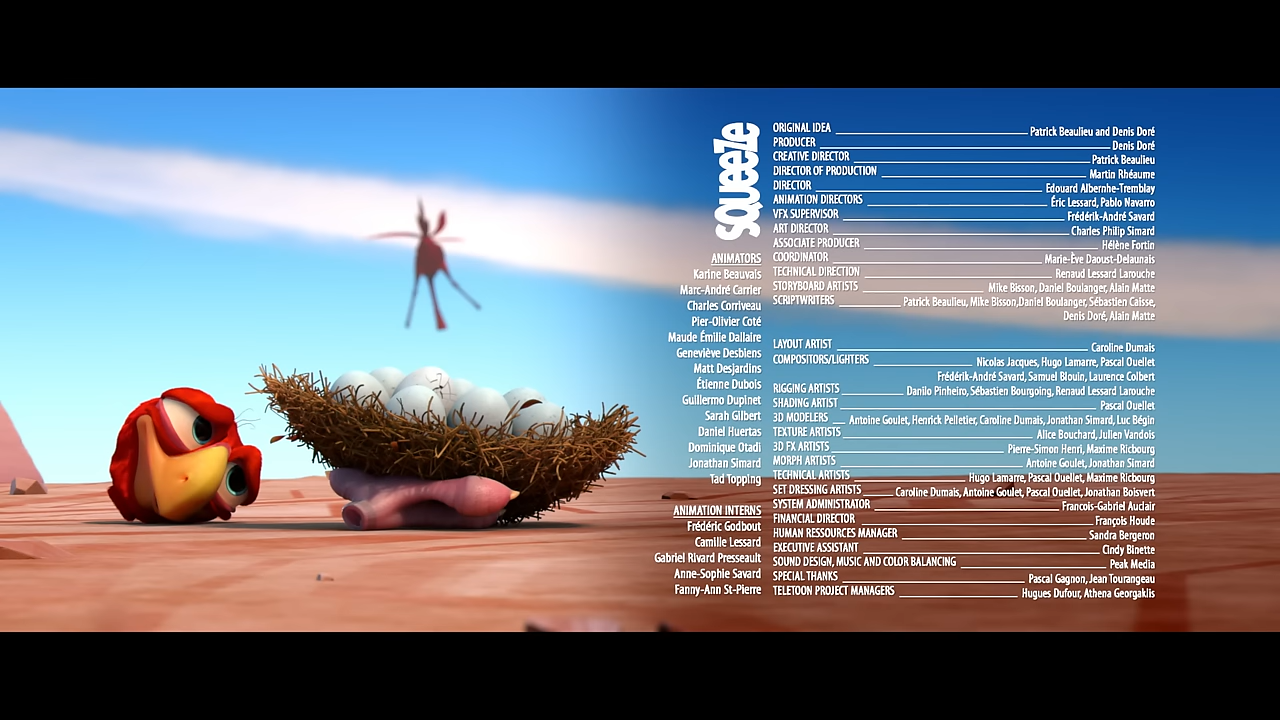 squeeze
ORIGINAL IDEA Patrick Beaulieu and Denis Doré
PRODUCER Denis Doré
CREATIVE DIRECTOR Patrick Beaulieu
DIRECTOR OF PRODUCTION Martin Rhéaume
DIRECTOR Edouard Albernhe-Tremblay
ANIMATION DIRECTORS Éric Lessard, Pablo Navarro
VFX SUPERVISOR Frédérik-André Savard
ART DIRECTOR Charles Philip Simard
ASSOCIATE PRODUCER Hélène Fortin
COORDINATOR Marie-Ève Daoust-Delaunais
TECHNICAL DIRECTION Renaud Lessard Larouche
STORYBOARD ARTISTS Mike Bisson, Daniel Boulanger, Alain Matte
SCRIPTWRITERS Patrick Beaulieu, Mike Bisson,Daniel Boulanger, Sébastien Caisse,
Denis Doré, Alain Matte
LAYOUT ARTIST Caroline Dumais
COMPOSITORS/LIGHTERS Nicolas Jacques, Hugo Lamarre, Pascal Ouellet
Frédérik-André Savard, Samuel Blouin, Laurence Colbert
RIGGING ARTISTS Danilo Pinheiro, Sébastien Bourgoing, Renaud Lessard Larouche
SHADING ARTIST Pascal Ouellet
3D MODELERS Antoine Goulet, Henrick Pelletier, Caroline Dumais, Jonathan Simard, Luc Bégin
TEXTURE ARTISTS Alice Bouchard, Julien Vandois
3D FX ARTISTS Pierre-Simon Henri, Maxime Ricbourg
MORPH ARTISTS Antoine Goulet, Jonathan Simard
TECHNICAL ARTISTS Hugo Lamarre, Pascal Ouellet, Maxime Ricbourg
SET DRESSING ARTISTS Caroline Dumais, Antoine Goulet, Pascal Ouellet, Jonathan Boisvert
SYSTEM ADMINISTRATOR Francois-Gabriel Auclair
FINANCIAL DIRECTOR François Houde
HUMAN RESSOURCES MANAGER Sandra Bergeron
EXECUTIVE ASSISTANT Cindy Binette
SOUND DESIGN, MUSIC AND COLOR BALANCING Peak Media
SPECIAL THANKS Pascal Gagnon, Jean Tourangeau
TELETOON PROJECT MANAGERS Hugues Dufour, Athena Georgaklis
ANIMATORS
Karine Beauvais
Marc-André Carrier
Charles Corriveau
Pier-Olivier Coté
Maude Émilie Dallaire
Geneviève Desbiens
Matt Desjardins
Étienne Dubois
Guillermo Dupinet
Sarah Gilbert
Daniel Huertas
Dominique Otadi
Jonathan Simard
Tad Topping
ANIMATION INTERNS
Frédéric Godbout
Camille Lessard
Gabriel Rivard Presseault
Anne-Sophie Savard
Fanny-Ann St-Pierre